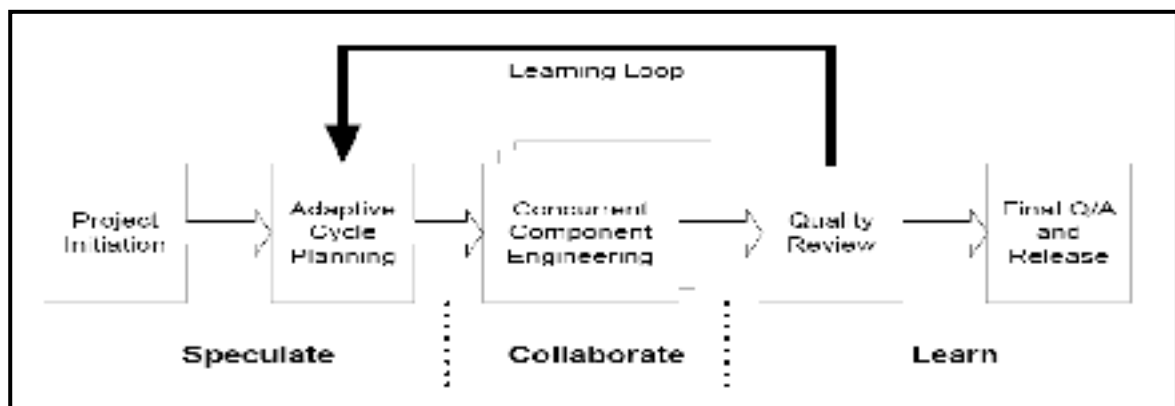 Learning Loop
Project
Initiation
Adaptive
Cycle
Planning
Concurrent
Component
Engineering
Quality
Review
Final Q/A
and
Release
Speculate
Collaborate
Learn